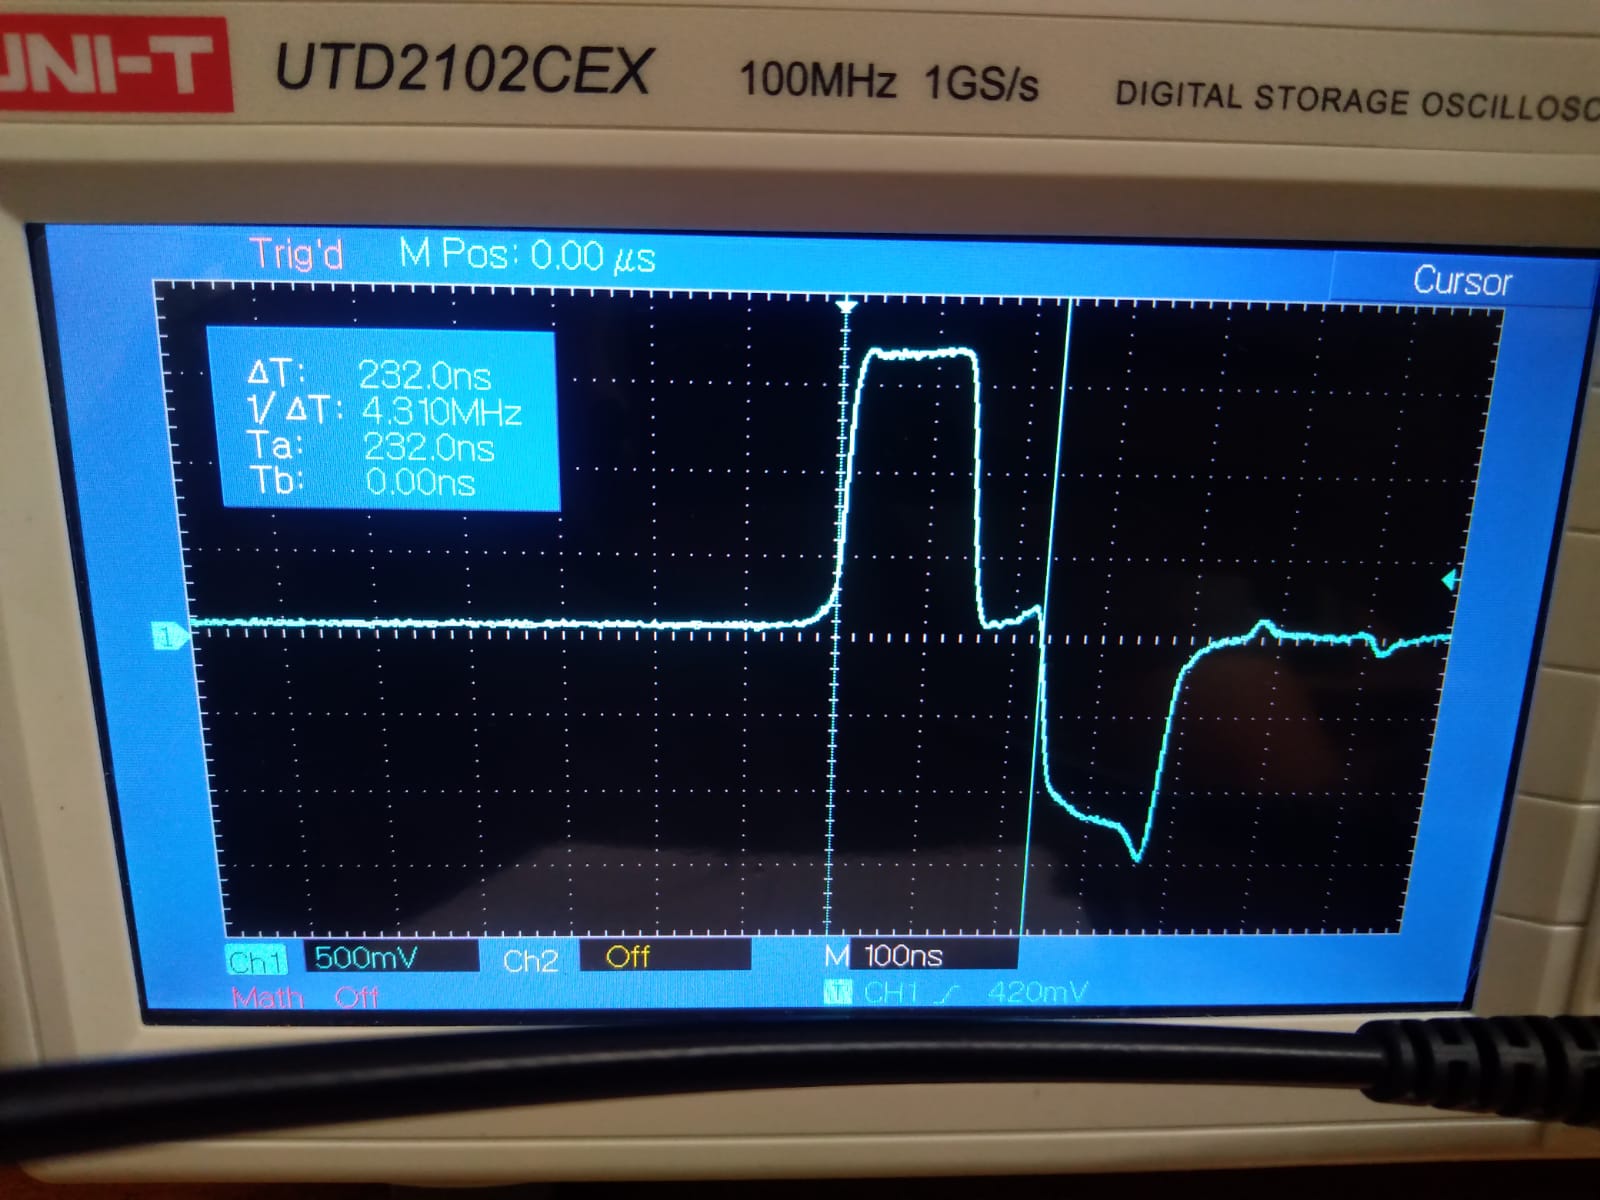 UNI-T UTD2102CEX 100MHz 1GS/s DIGITAL STORAGE
Trig'd M Pos: 0.00 µs Cursor
ΔT: 232.0ns
1/ΔT: 4.310MHz
Ta: 232.0ns
Tb: 0.00ns
1
Ch1 500mV Ch2 Off M 100ns
Math Off T CH1 420mV